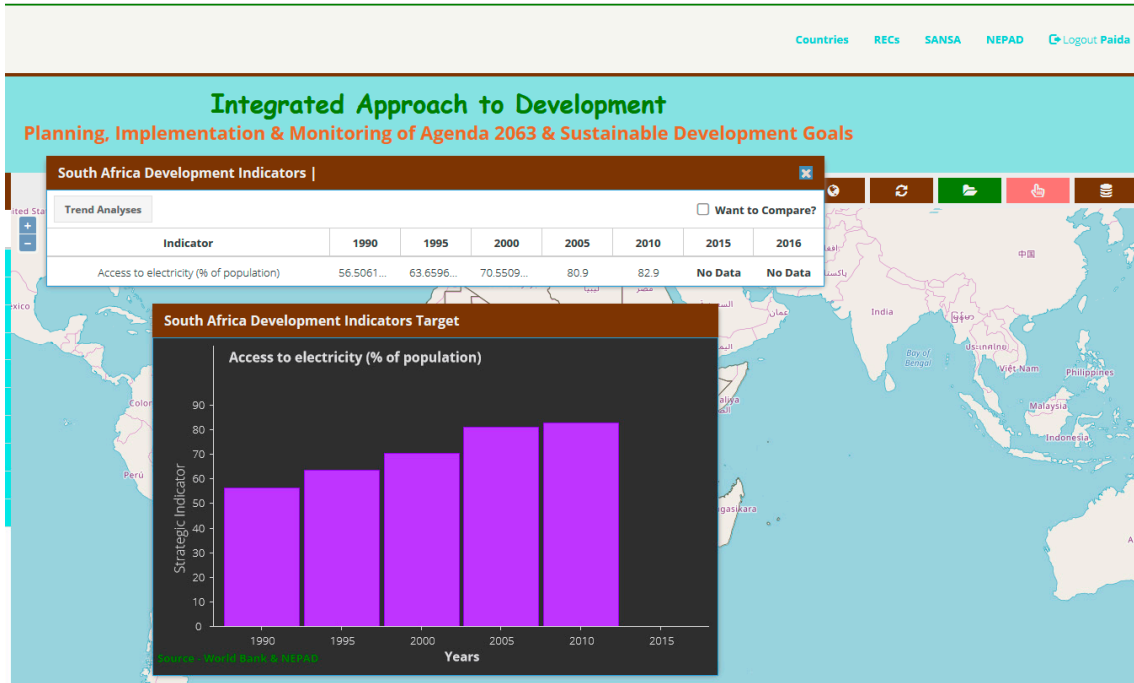 Countries RECs SANSA NEPAD Logout Paida
Integrated Approach to Development
Planning, Implementation & Monitoring of Agenda 2063 & Sustainable Development Goals
South Africa Development Indicators |
Trend Analyses
Want to Compare?
Indicator 1990 1995 2000 2005 2010 2015 2016
Access to electricity (% of population) 56.5061... 63.6596... 70.5509... 80.9 82.9 No Data No Data
South Africa Development Indicators Target
Access to electricity (% of population)
90
80
70
60
50
40
30
20
10
0
Strategic Indicator
1990 1995 2000 2005 2010 2015
Years
Source - World Bank & NEPAD
+
-
Perú
ليبيا
مصر
عمان
中国
India
Bay of
Bengal
Việt Nam
Philippines
Malaysia
Indonesia